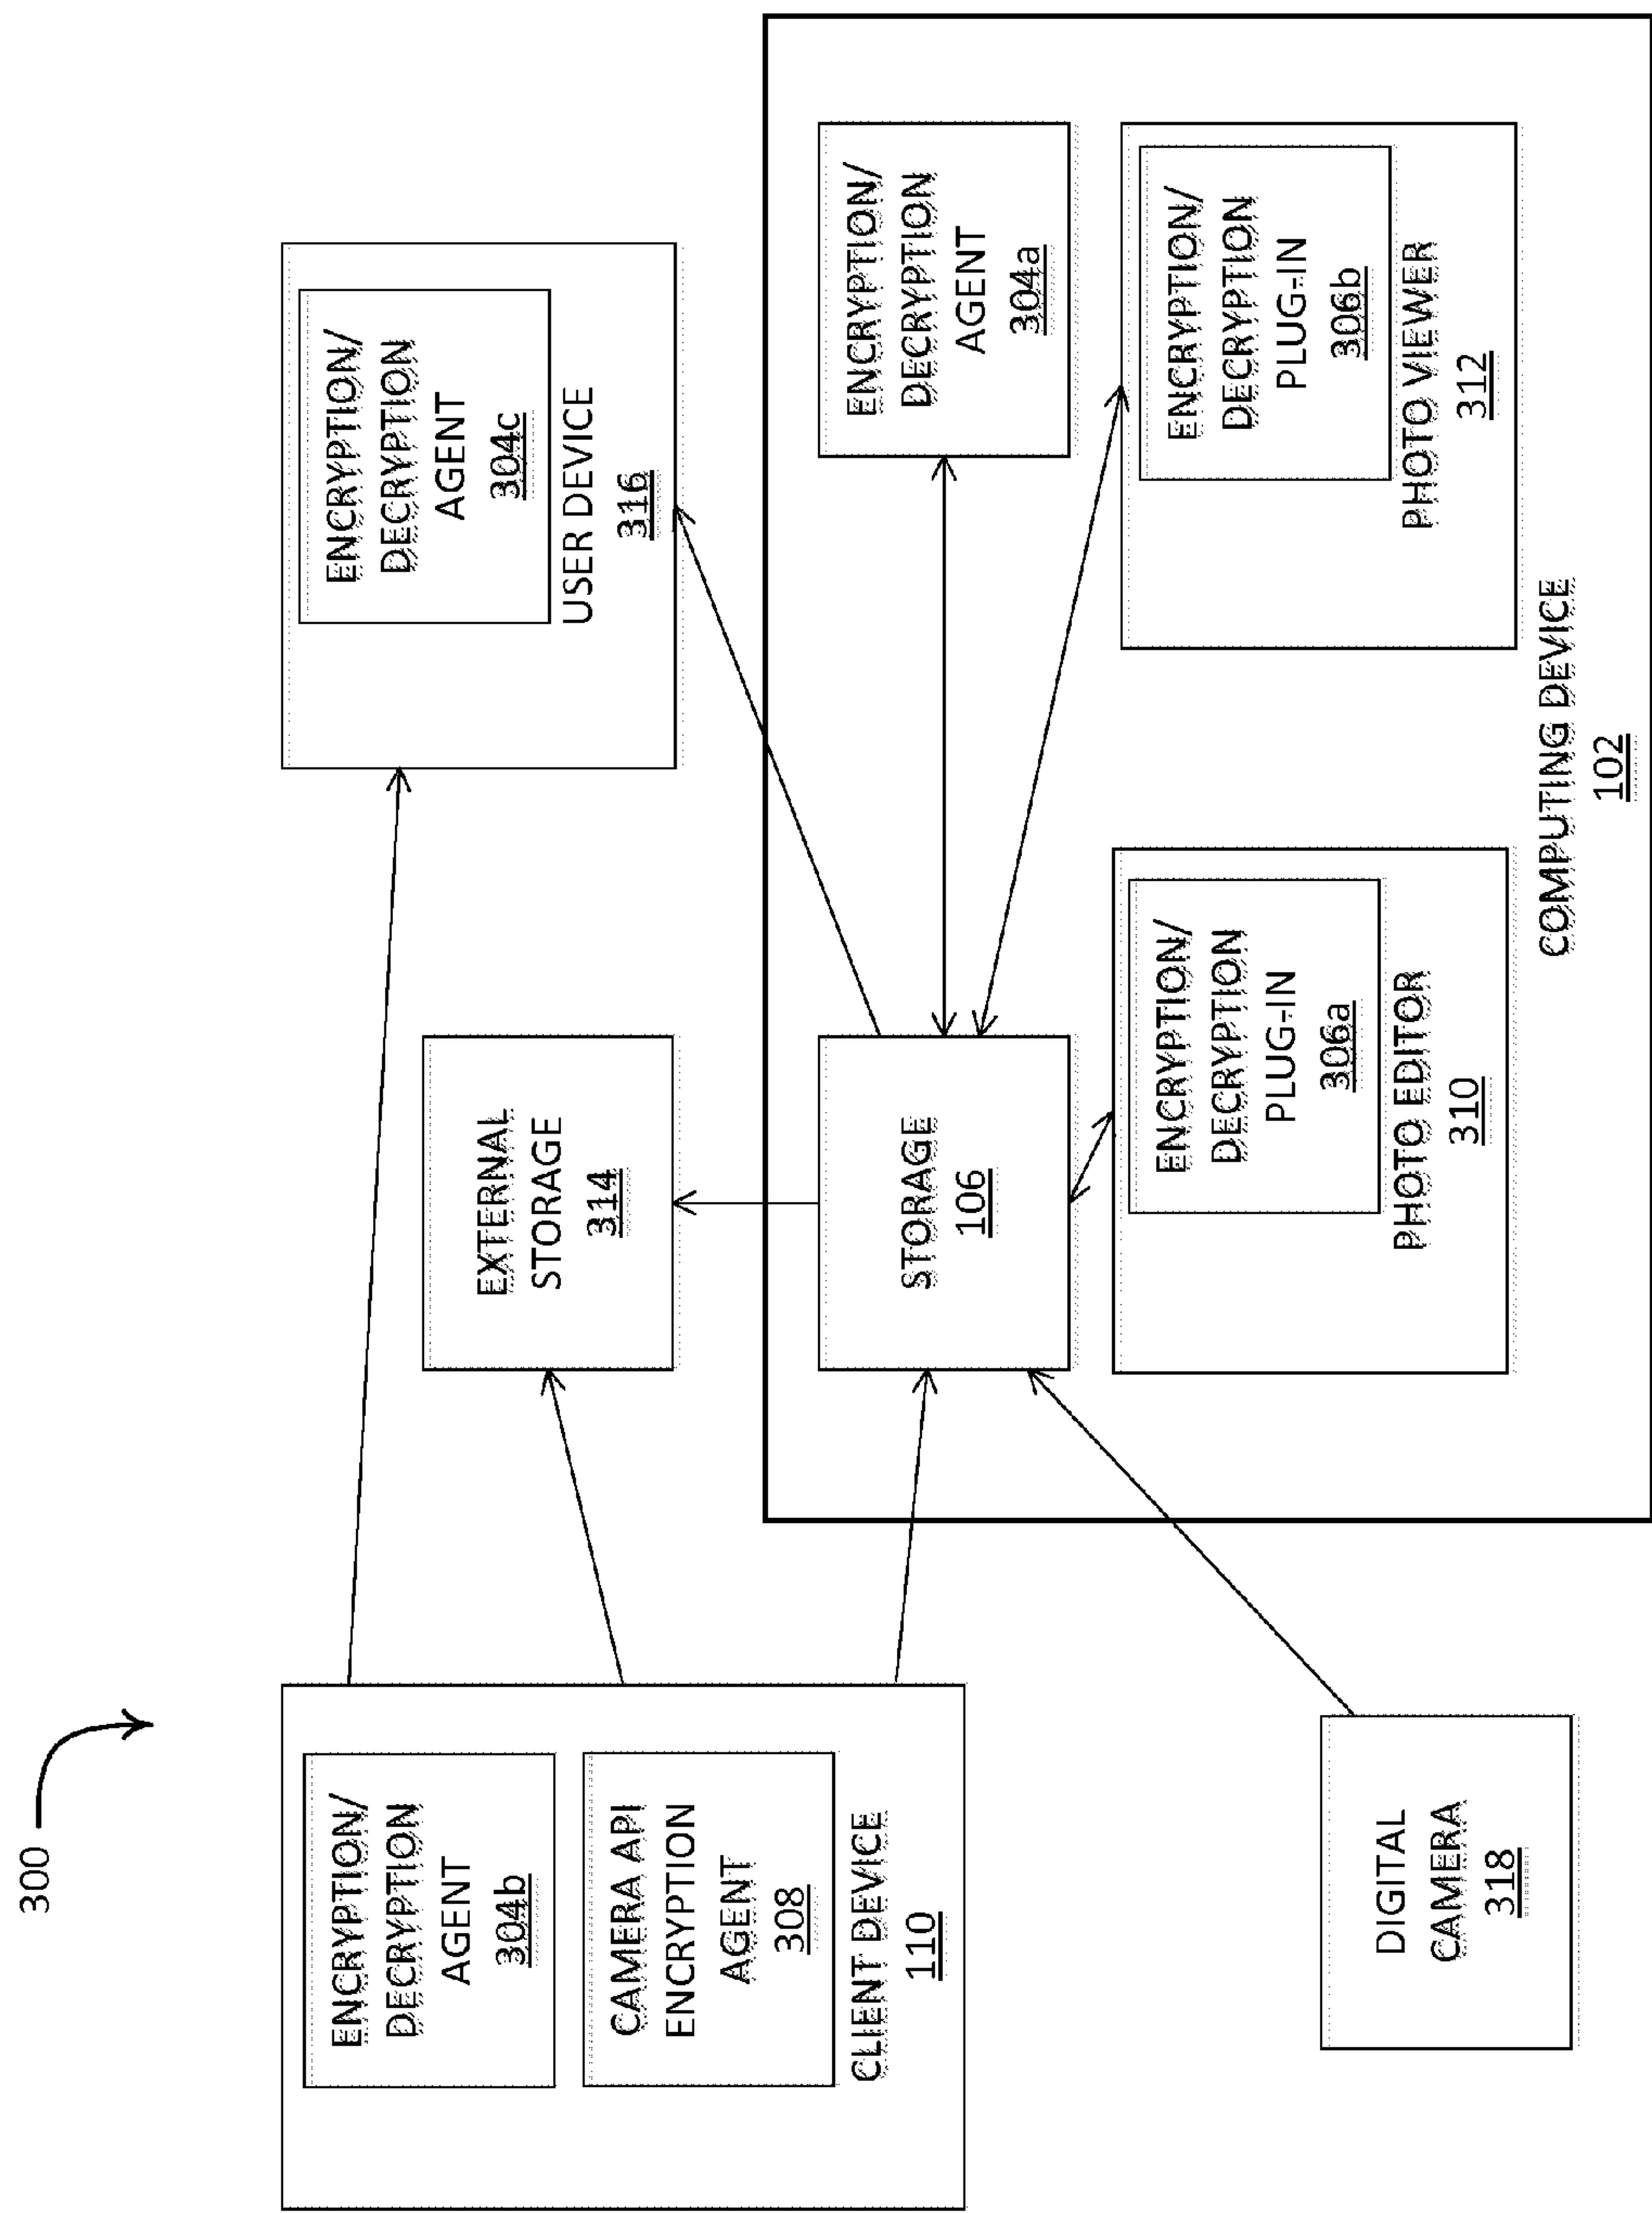 300
ENCRYPTION/
DECRYPTION
AGENT
304b
CAMERA API
ENCRYPTION
AGENT
308
CLIENT DEVICE
110
DIGITAL
CAMERA
318
EXTERNAL
STORAGE
314
STORAGE
106
ENCRYPTION/
DECRYPTION
PLUG-IN
306a
PHOTO EDITOR
310
ENCRYPTION/
DECRYPTION
AGENT
304c
USER DEVICE
316
ENCRYPTION/
DECRYPTION
AGENT
304a
ENCRYPTION/
DECRYPTION
PLUG-IN
306b
PHOTO VIEWER
312
COMPUTING DEVICE
102